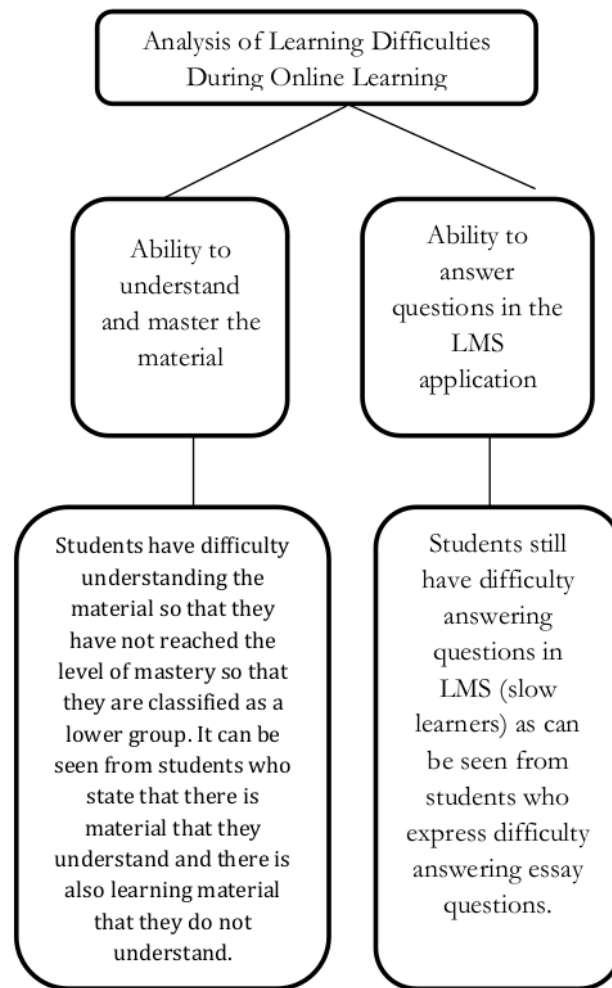 Analysis of Learning Difficulties
During Online Learning
Ability to
understand
and master the
material
Ability to
answer
questions in the
LMS
application
Students have difficulty
understanding the
material so that they
have not reached the
level of mastery so that
they are classified as a
lower group. It can be
seen from students who
state that there is
material that they
understand and there is
also learning material
that they do not
understand.
Students still
have difficulty
answering
questions in
LMS (slow
learners) as can
be seen from
students who
express difficulty
answering essay
questions.